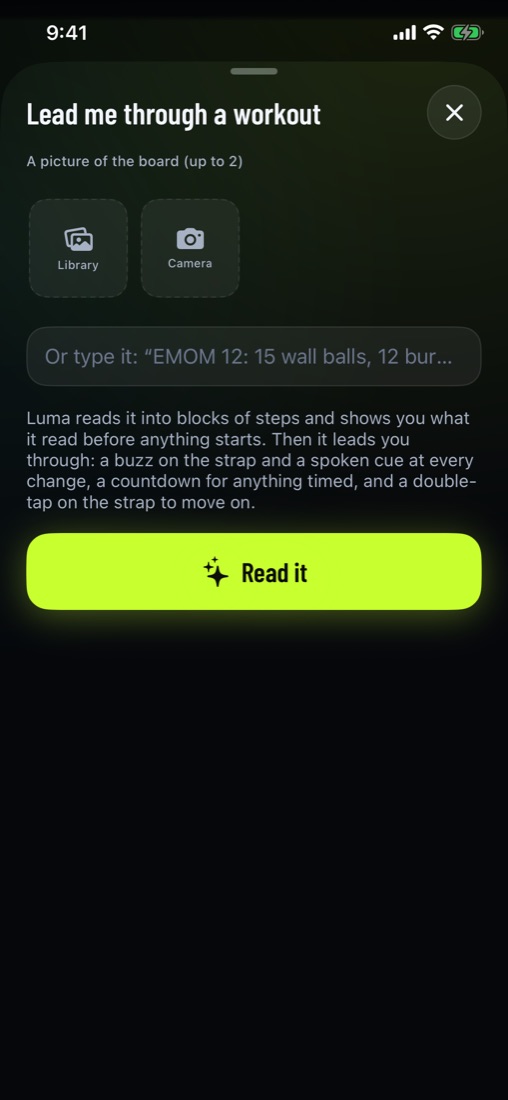 9:41
Lead me through a workout
A picture of the board (up to 2)
Library
Camera
Or type it: “EMOM 12: 15 wall balls, 12 bur...
Luma reads it into blocks of steps and shows you what
it read before anything starts. Then it leads you
through: a buzz on the strap and a spoken cue at every
change, a countdown for anything timed, and a double-
tap on the strap to move on.
Read it